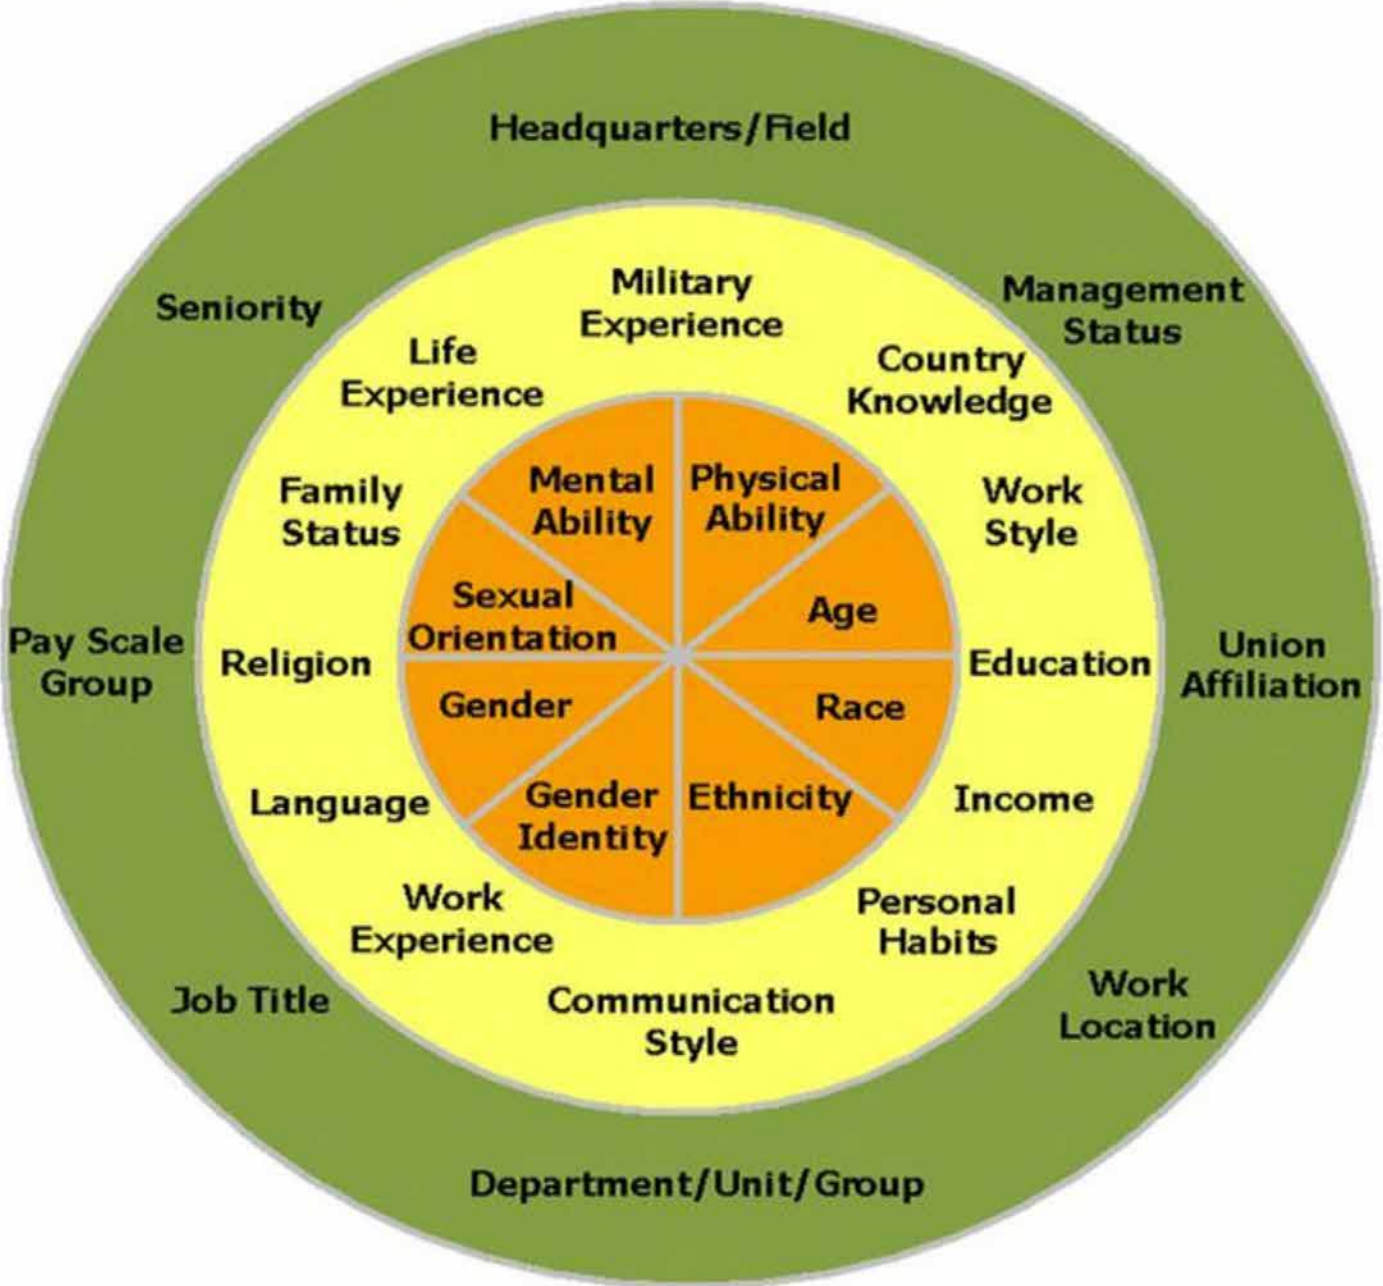 Headquarters/Field
Seniority
Management
Status
Military
Experience
Life
Experience
Country
Knowledge
Family
Status
Work
Style
Mental
Ability
Physical
Ability
Sexual
Orientation
Age
Pay Scale
Group
Religion
Education
Union
Affiliation
Gender
Race
Language
Gender
Identity
Ethnicity
Income
Work
Experience
Personal
Habits
Job Title
Communication
Style
Work
Location
Department/Unit/Group